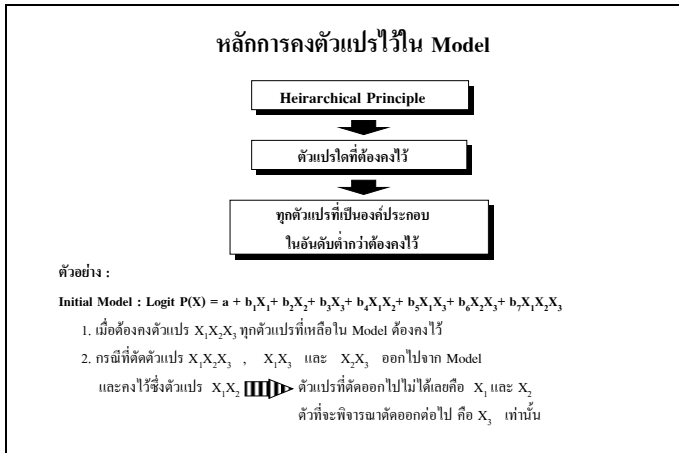 หลักการคงตัวแปรไว้ใน Model
Heirarchical Principle
ตัวแปรใดที่ต้องคงไว้
ทุกตัวแปรที่เป็นองค์ประกอบ
ในอันดับต่ำกว่าต้องคงไว้
ตัวอย่าง :
Initial Model : Logit P(X) = a + b₁X₁+ b₂X₂+ b₃X₃+ b₄X₁X₂+ b₅X₁X₃+ b₆X₂X₃+ b₇X₁X₂X₃
1. เมื่อต้องคงตัวแปร X₁X₂X₃ ทุกตัวแปรที่เหลือใน Model ต้องคงไว้
2. กรณีที่ตัดตัวแปร X₁X₂X₃ , X₁X₃ และ X₂X₃ ออกไปจาก Model
และคงไว้ซึ่งตัวแปร X₁X₂ ตัวแปรที่ตัดออกไปไม่ได้เลยคือ X₁ และ X₂
ตัวที่จะพิจารณาตัดออกต่อไป คือ X₃ เท่านั้น